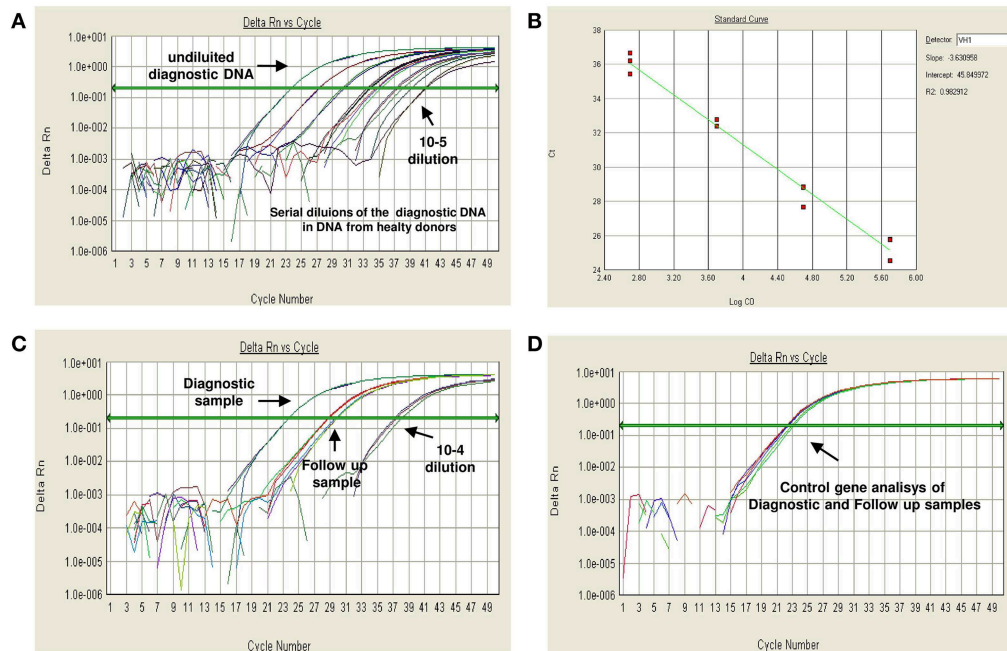 A
Delta Rn vs Cycle
1.0e+001
1.0e+000
1.0e-001
1.0e-002
1.0e-003
1.0e-004
1.0e-005
1.0e-006
Delta Rn
undiluited
diagnostic DNA
10-5
dilution
Serial diluions of the diagnostic DNA
in DNA from healty donors
1 3 5 7 9 11 13 15 17 19 21 23 25 27 29 31 33 35 37 39 41 43 45 47 49
Cycle Number
B
Standard Curve
38
36
34
32
30
28
26
24
Ct
2.40 2.80 3.60 3.70 4 4.40 4.80 5.20 5.60 6.00
Log CO
Detector: VH1
Slope: -3.630958
Intercept: 45.849972
R2: 0.982912
C
Delta Rn vs Cycle
1.0e+001
1.0e+000
1.0e-001
1.0e-002
1.0e-003
1.0e-004
1.0e-005
1.0e-006
Delta Rn
Diagnostic
sample
Follow up
sample
10-4
dilution
1 3 5 7 9 11 13 15 17 19 21 23 25 27 29 31 33 35 37 39 41 43 45 47 49
Cycle Number
D
Delta Rn vs Cycle
1.0e+001
1.0e+000
1.0e-001
1.0e-002
1.0e-003
1.0e-004
1.0e-005
1.0e-006
Delta Rn
Control gene analisys of
Diagnostic and Follow up samples
1 3 5 7 9 11 13 15 17 19 21 23 25 27 29 31 33 35 37 39 41 43 45 47 49
Cycle Number